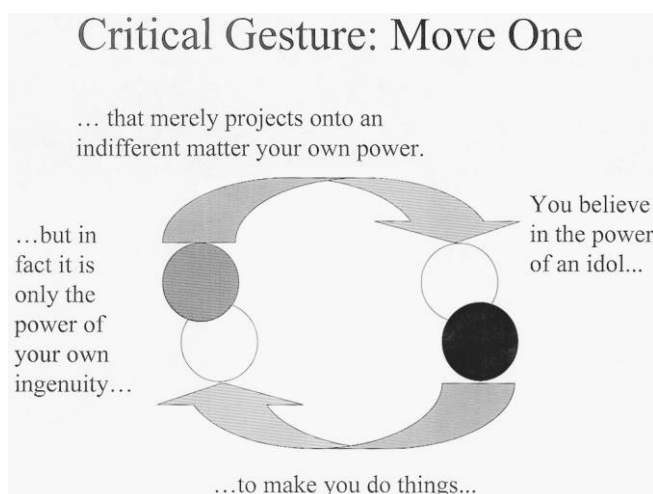 Critical Gesture: Move One
… that merely projects onto an
indifferent matter your own power.
You believe
in the power
of an idol...
…but in
fact it is
only the
power of
your own
ingenuity…
…to make you do things...